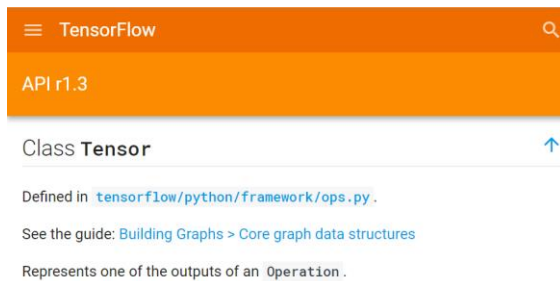 TensorFlow
API r1.3
Class Tensor
Defined in tensorflow/python/framework/ops.py.
See the guide: Building Graphs > Core graph data structures
Represents one of the outputs of an Operation.